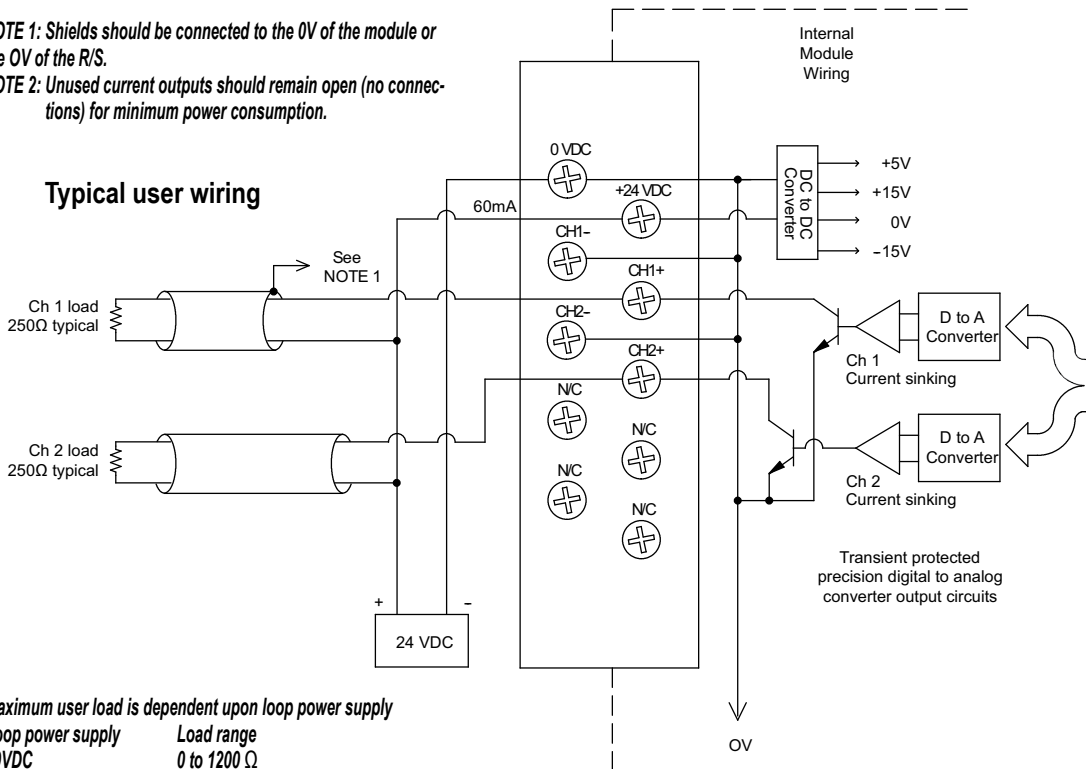 OTE 1: Shields should be connected to the 0V of the module or
e OV of the R/S.
OTE 2: Unused current outputs should remain open (no connec-
tions) for minimum power consumption.
Internal
Module
Wiring
Typical user wiring
0 VDC
+24 VDC
60mA
CH1-
CH1+
CH2-
CH2+
N/C
N/C
N/C
N/C
DC to DC
Converter
+5V
+15V
0V
-15V
See
NOTE 1
Ch 1 load
250Ω typical
Ch 2 load
250Ω typical
D to A
Converter
Ch 1
Current sinking
D to A
Converter
Ch 2
Current sinking
Transient protected
precision digital to analog
converter output circuits
+
-
24 VDC
OV
aximum user load is dependent upon loop power supply
oop power supply Load range
VDC 0 to 1200 Ω